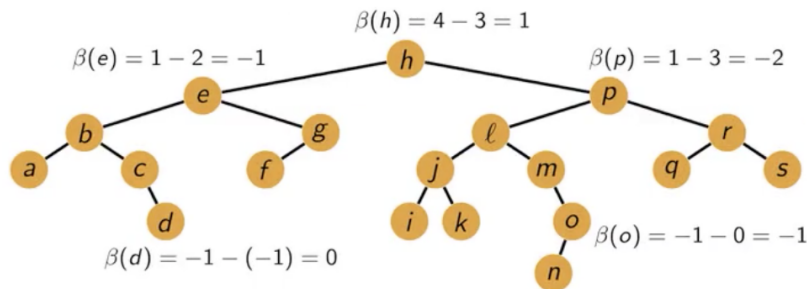 β(h) = 4 − 3 = 1
β(e) = 1 − 2 = −1
β(p) = 1 − 3 = −2
h
e
p
b
g
ℓ
r
a
c
f
j
m
q
s
d
i
k
o
β(o) = −1 − 0 = −1
β(d) = −1 − (−1) = 0
n